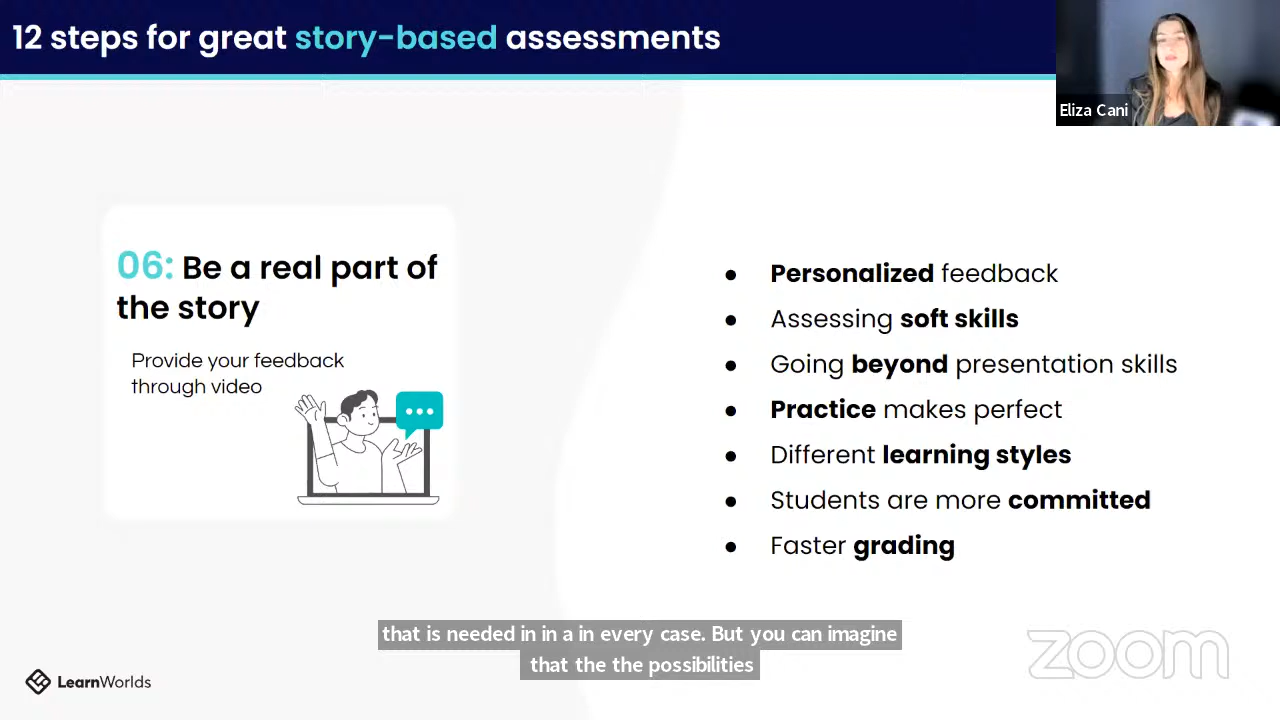 12 steps for great story-based assessments
Eliza Cani
06: Be a real part of
the story
Provide your feedback
through video
● Personalized feedback
● Assessing soft skills
● Going beyond presentation skills
● Practice makes perfect
● Different learning styles
● Students are more committed
● Faster grading
that is needed in in a in every case. But you can imagine
that the the possibilities
LearnWorlds
zoom